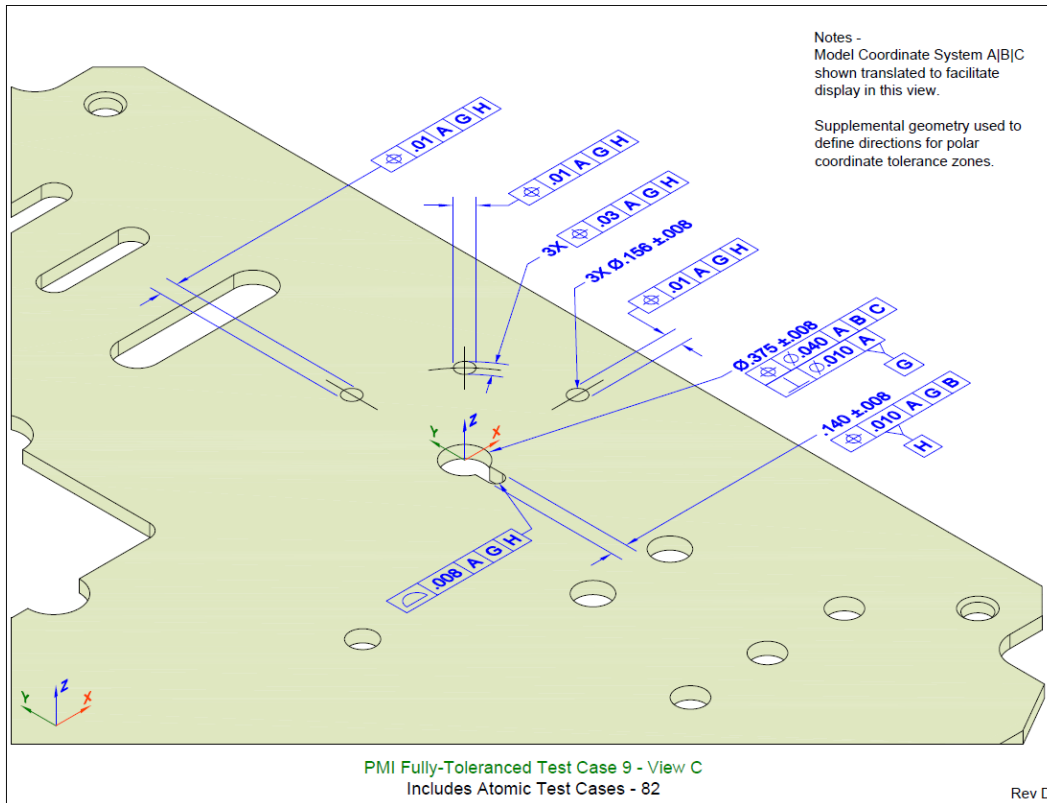 Notes -
Model Coordinate System A|B|C
shown translated to facilitate
display in this view.
Supplemental geometry used to
define directions for polar
coordinate tolerance zones.
⌖ .01 A G H
⌖ .01 A G H
3X ⌖ .03 A G H
3X Ø.156 ±.008
⌖ .01 A G H
Ø.375 ±.008
⌖ Ø.040 A B C
⟂ Ø.010 A
G
.140 ±.008
⌖ .010 A G B
H
⌓ .008 A G H
Z
Y
X
Z
Y
X
PMI Fully-Toleranced Test Case 9 - View C
Includes Atomic Test Cases - 82
Rev D